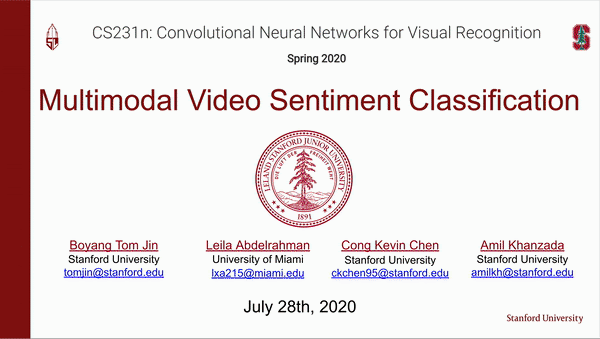 CS231n: Convolutional Neural Networks for Visual Recognition
Spring 2020
Multimodal Video Sentiment Classification
LELAND STANFORD JUNIOR UNIVERSITY
DIE LUFT DER FREIHEIT WEHT
1891
Boyang Tom Jin
Stanford University
tomjin@stanford.edu
Leila Abdelrahman
University of Miami
lxa215@miami.edu
Cong Kevin Chen
Stanford University
ckchen95@stanford.edu
Amil Khanzada
Stanford University
amilkh@stanford.edu
July 28th, 2020
Stanford University